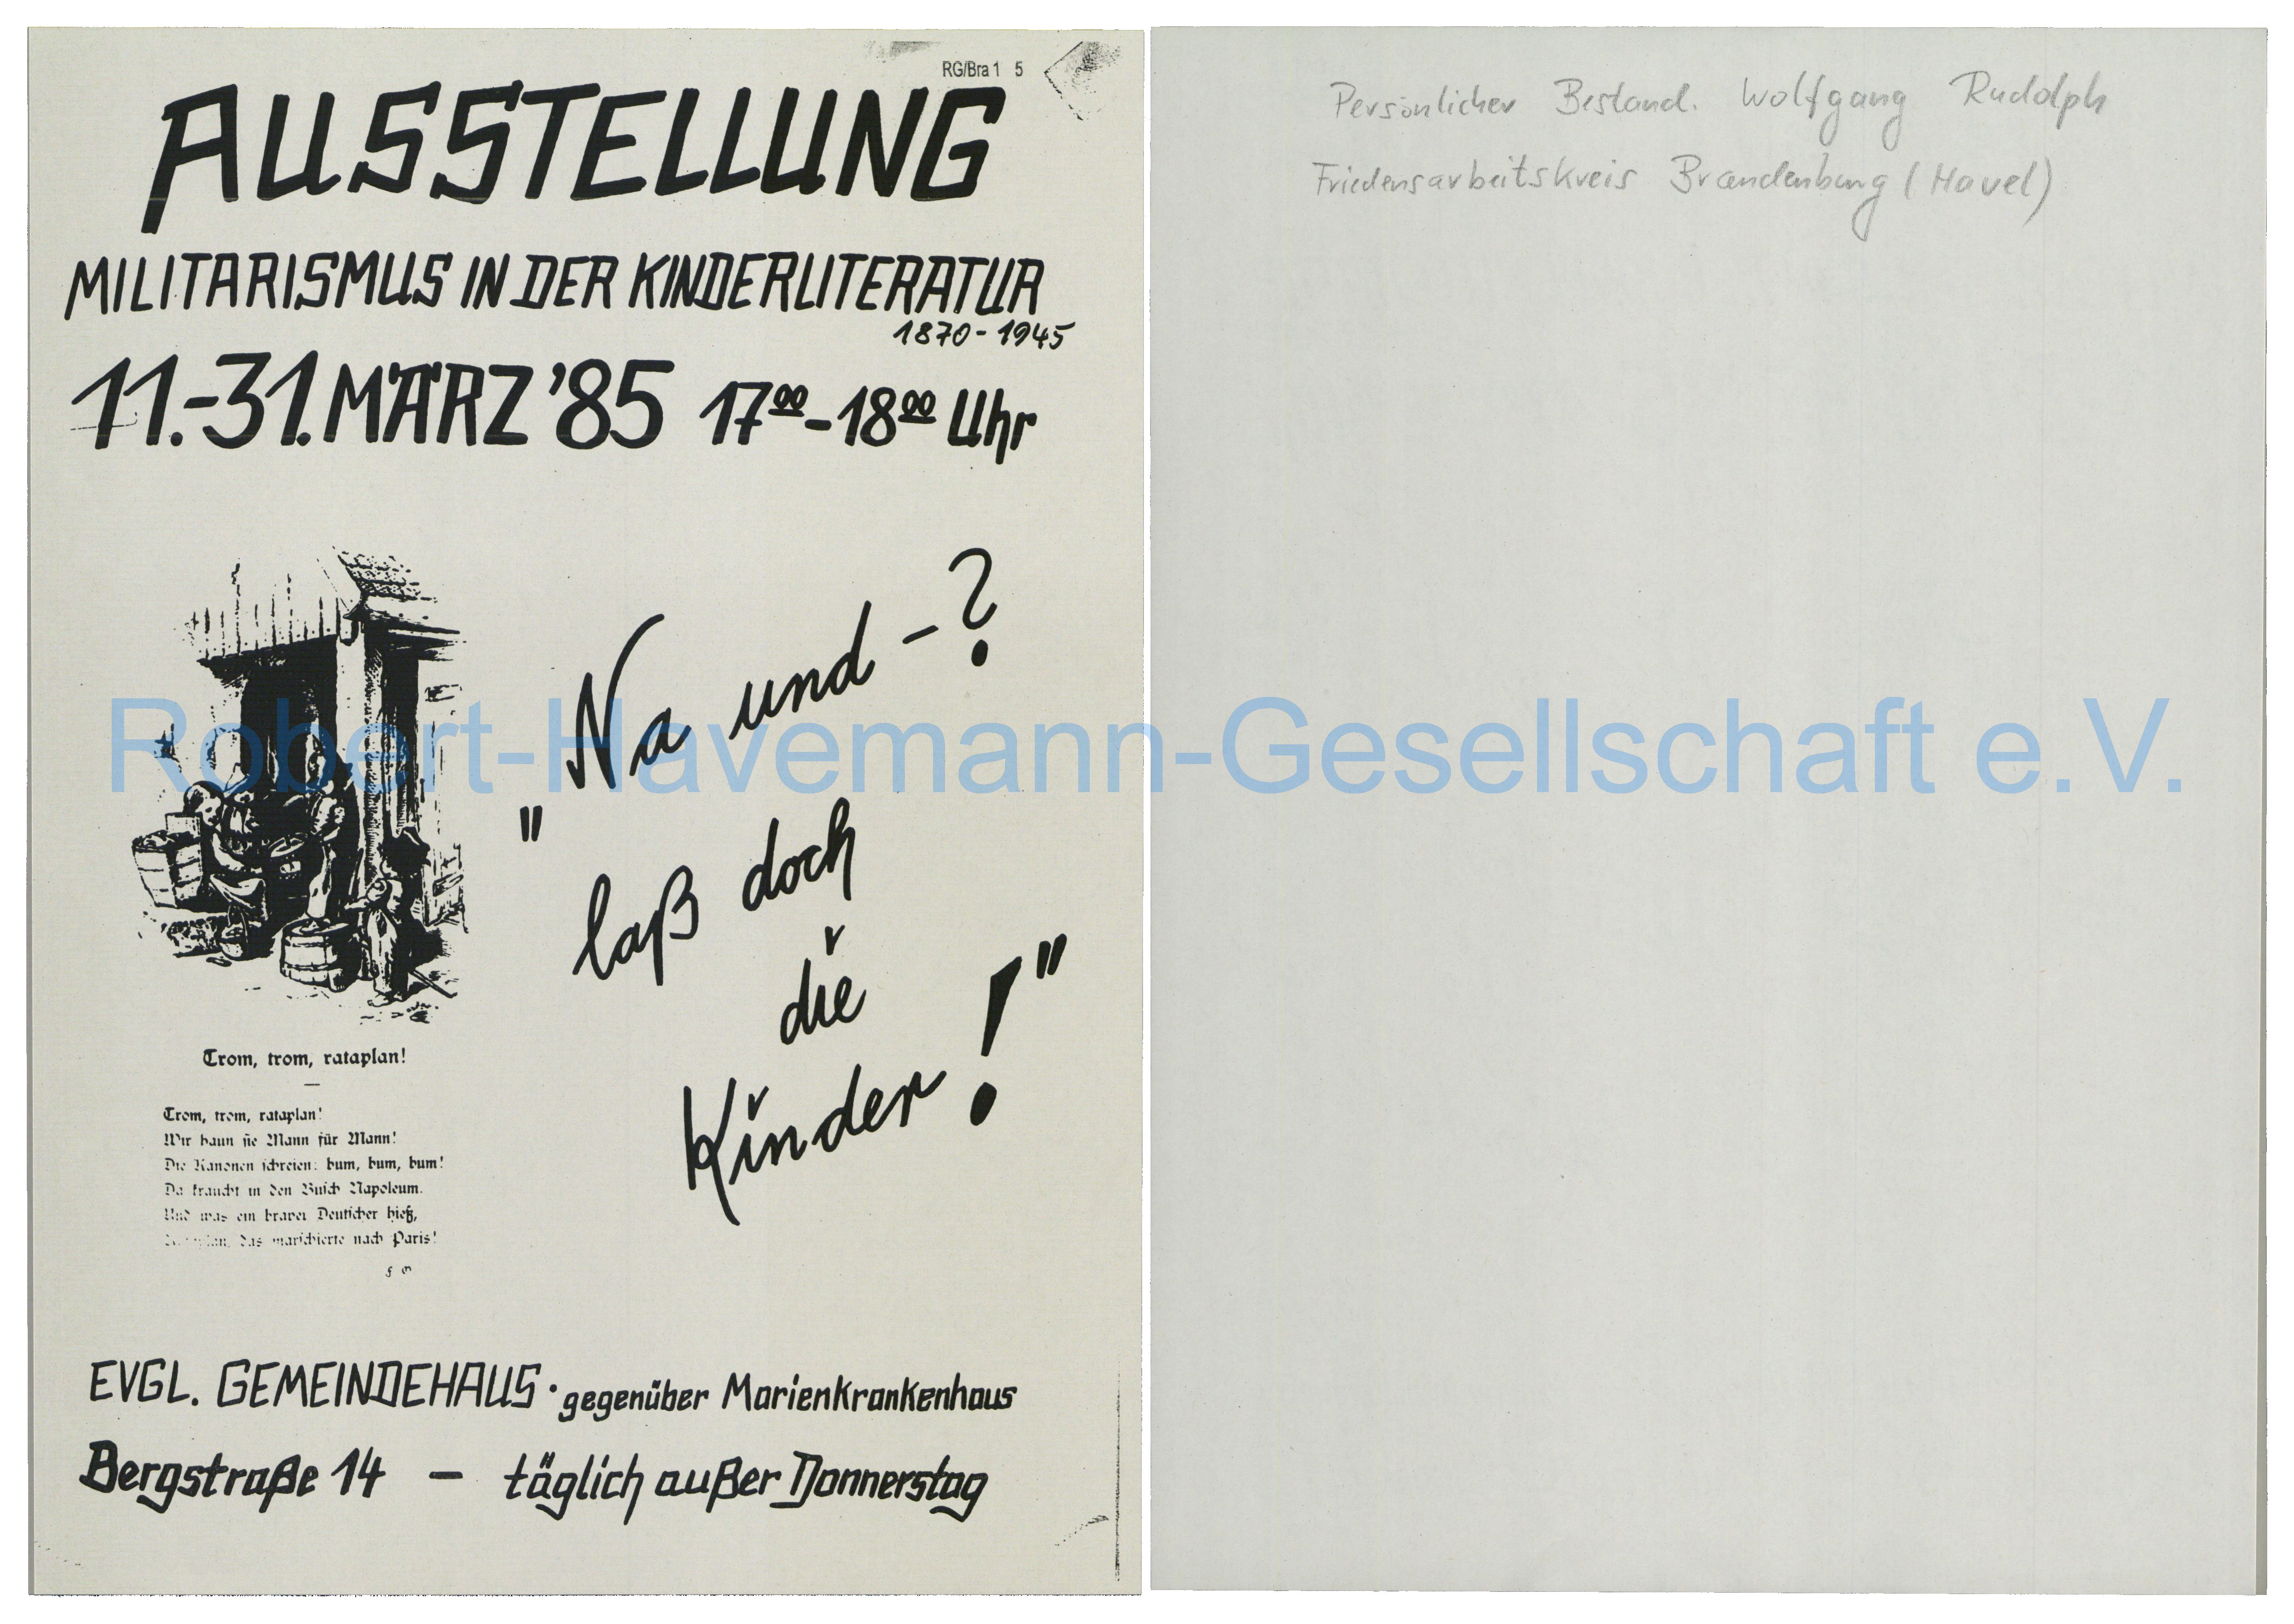 RG/Bra 1 5
AUSSTELLUNG
MILITARISMUS IN DER KINDERLITERATUR
1870-1945
11.-31. MÄRZ '85 17⁰⁰-18⁰⁰ Uhr
"Na und-?
laß doch
die
Kinder!"
Trom, trom, rataplan!
Trom, trom, rataplan!
Wir haun sie Mann für Mann!
Die Kanonen schreien: bum, bum, bum!
Da kraucht in den Busch Napoleum.
Und was ein braver Deutscher hieß,
das marschierte nach Paris!
EVGL. GEMEINDEHAUS · gegenüber Marienkrankenhaus
Bergstraße 14 – täglich außer Donnerstag
Persönlicher Bestand. Wolfgang Rudolph
Friedensarbeitskreis Brandenburg (Havel)
Robert-Havemann-Gesellschaft e.V.